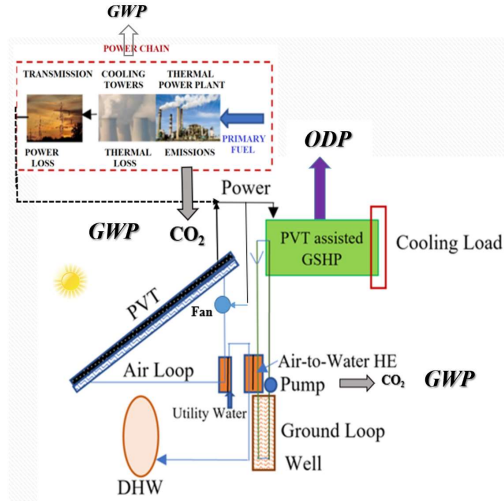 GWP
POWER CHAIN
TRANSMISSION
COOLING
TOWERS
THERMAL
POWER PLANT
POWER
LOSS
THERMAL
LOSS
EMISSIONS
PRIMARY
FUEL
ODP
Power
GWP
CO2
PVT assisted
GSHP
Cooling Load
PVT
Fan
Air Loop
Air-to-Water HE
Pump
CO2
GWP
Utility Water
Ground Loop
Well
DHW